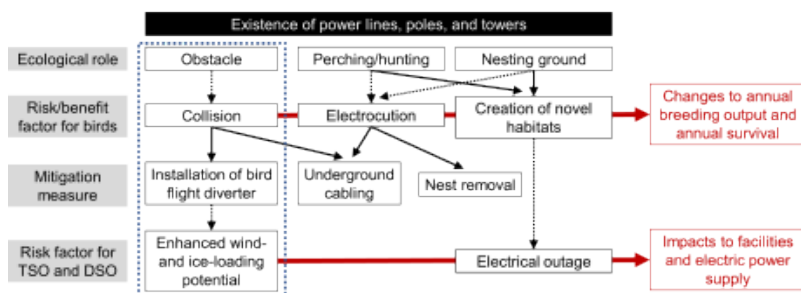 Existence of power lines, poles, and towers
Ecological role
Obstacle
Perching/hunting
Nesting ground
Risk/benefit
factor for birds
Collision
Electrocution
Creation of novel
habitats
Changes to annual
breeding output and
annual survival
Mitigation
measure
Installation of bird
flight diverter
Underground
cabling
Nest removal
Risk factor for
TSO and DSO
Enhanced wind-
and ice-loading
potential
Electrical outage
Impacts to facilities
and electric power
supply